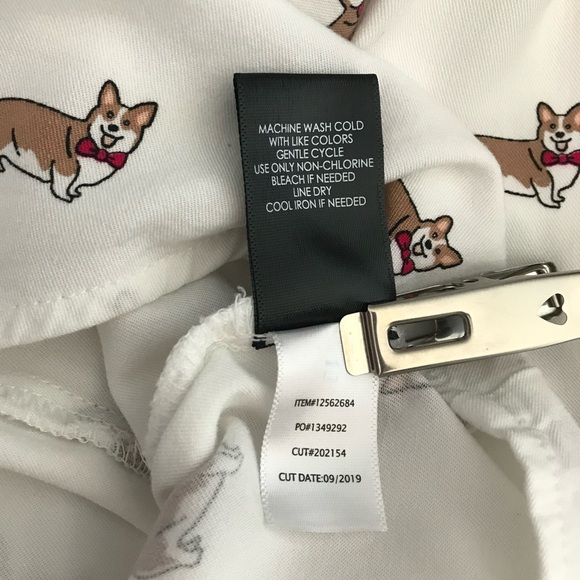 MACHINE WASH COLD
WITH LIKE COLORS
GENTLE CYCLE
USE ONLY NON-CHLORINE
BLEACH IF NEEDED
LINE DRY
COOL IRON IF NEEDED
ITEM#12562684
PO#1349292
CUT#202154
CUT DATE:09/2019